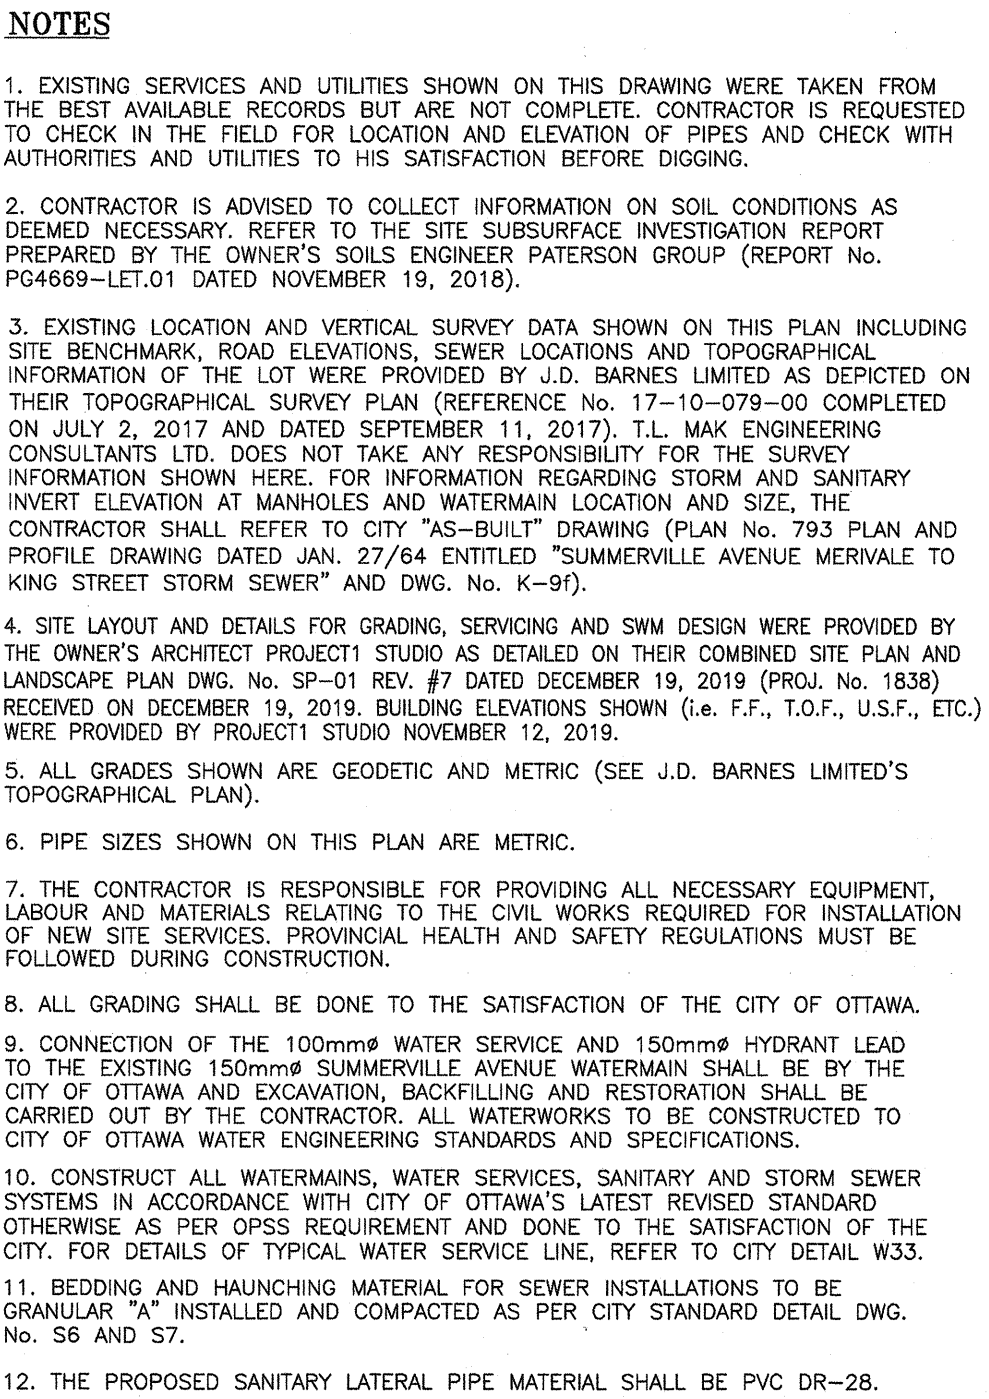 NOTES
1. EXISTING SERVICES AND UTILITIES SHOWN ON THIS DRAWING WERE TAKEN FROM
THE BEST AVAILABLE RECORDS BUT ARE NOT COMPLETE. CONTRACTOR IS REQUESTED
TO CHECK IN THE FIELD FOR LOCATION AND ELEVATION OF PIPES AND CHECK WITH
AUTHORITIES AND UTILITIES TO HIS SATISFACTION BEFORE DIGGING.
2. CONTRACTOR IS ADVISED TO COLLECT INFORMATION ON SOIL CONDITIONS AS
DEEMED NECESSARY. REFER TO THE SITE SUBSURFACE INVESTIGATION REPORT
PREPARED BY THE OWNER'S SOILS ENGINEER PATERSON GROUP (REPORT No.
PG4669-LET.01 DATED NOVEMBER 19, 2018).
3. EXISTING LOCATION AND VERTICAL SURVEY DATA SHOWN ON THIS PLAN INCLUDING
SITE BENCHMARK, ROAD ELEVATIONS, SEWER LOCATIONS AND TOPOGRAPHICAL
INFORMATION OF THE LOT WERE PROVIDED BY J.D. BARNES LIMITED AS DEPICTED ON
THEIR TOPOGRAPHICAL SURVEY PLAN (REFERENCE No. 17-10-079-00 COMPLETED
ON JULY 2, 2017 AND DATED SEPTEMBER 11, 2017). T.L. MAK ENGINEERING
CONSULTANTS LTD. DOES NOT TAKE ANY RESPONSIBILITY FOR THE SURVEY
INFORMATION SHOWN HERE. FOR INFORMATION REGARDING STORM AND SANITARY
INVERT ELEVATION AT MANHOLES AND WATERMAIN LOCATION AND SIZE, THE
CONTRACTOR SHALL REFER TO CITY "AS-BUILT" DRAWING (PLAN No. 793 PLAN AND
PROFILE DRAWING DATED JAN. 27/64 ENTITLED "SUMMERVILLE AVENUE MERIVALE TO
KING STREET STORM SEWER" AND DWG. No. K-9f).
4. SITE LAYOUT AND DETAILS FOR GRADING, SERVICING AND SWM DESIGN WERE PROVIDED BY
THE OWNER'S ARCHITECT PROJECT1 STUDIO AS DETAILED ON THEIR COMBINED SITE PLAN AND
LANDSCAPE PLAN DWG. No. SP-01 REV. #7 DATED DECEMBER 19, 2019 (PROJ. No. 1838)
RECEIVED ON DECEMBER 19, 2019. BUILDING ELEVATIONS SHOWN (i.e. F.F., T.O.F., U.S.F., ETC.)
WERE PROVIDED BY PROJECT1 STUDIO NOVEMBER 12, 2019.
5. ALL GRADES SHOWN ARE GEODETIC AND METRIC (SEE J.D. BARNES LIMITED'S
TOPOGRAPHICAL PLAN).
6. PIPE SIZES SHOWN ON THIS PLAN ARE METRIC.
7. THE CONTRACTOR IS RESPONSIBLE FOR PROVIDING ALL NECESSARY EQUIPMENT,
LABOUR AND MATERIALS RELATING TO THE CIVIL WORKS REQUIRED FOR INSTALLATION
OF NEW SITE SERVICES. PROVINCIAL HEALTH AND SAFETY REGULATIONS MUST BE
FOLLOWED DURING CONSTRUCTION.
8. ALL GRADING SHALL BE DONE TO THE SATISFACTION OF THE CITY OF OTTAWA.
9. CONNECTION OF THE 100mmø WATER SERVICE AND 150mmø HYDRANT LEAD
TO THE EXISTING 150mmø SUMMERVILLE AVENUE WATERMAIN SHALL BE BY THE
CITY OF OTTAWA AND EXCAVATION, BACKFILLING AND RESTORATION SHALL BE
CARRIED OUT BY THE CONTRACTOR. ALL WATERWORKS TO BE CONSTRUCTED TO
CITY OF OTTAWA WATER ENGINEERING STANDARDS AND SPECIFICATIONS.
10. CONSTRUCT ALL WATERMAINS, WATER SERVICES, SANITARY AND STORM SEWER
SYSTEMS IN ACCORDANCE WITH CITY OF OTTAWA'S LATEST REVISED STANDARD
OTHERWISE AS PER OPSS REQUIREMENT AND DONE TO THE SATISFACTION OF THE
CITY. FOR DETAILS OF TYPICAL WATER SERVICE LINE, REFER TO CITY DETAIL W33.
11. BEDDING AND HAUNCHING MATERIAL FOR SEWER INSTALLATIONS TO BE
GRANULAR "A" INSTALLED AND COMPACTED AS PER CITY STANDARD DETAIL DWG.
No. S6 AND S7.
12. THE PROPOSED SANITARY LATERAL PIPE MATERIAL SHALL BE PVC DR-28.